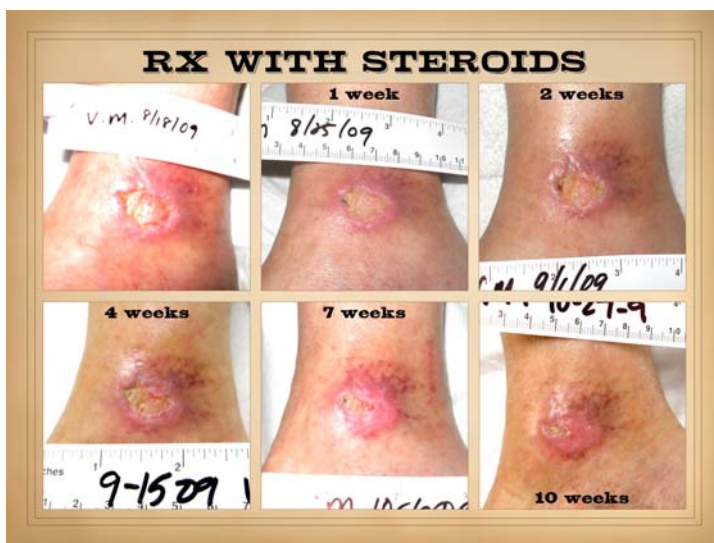 RX WITH STEROIDS
V.M. 8/18/09
1 week
8/25/09
2 weeks
9/1/09
4 weeks
9-15 09
7 weeks
10-27-9
10 weeks